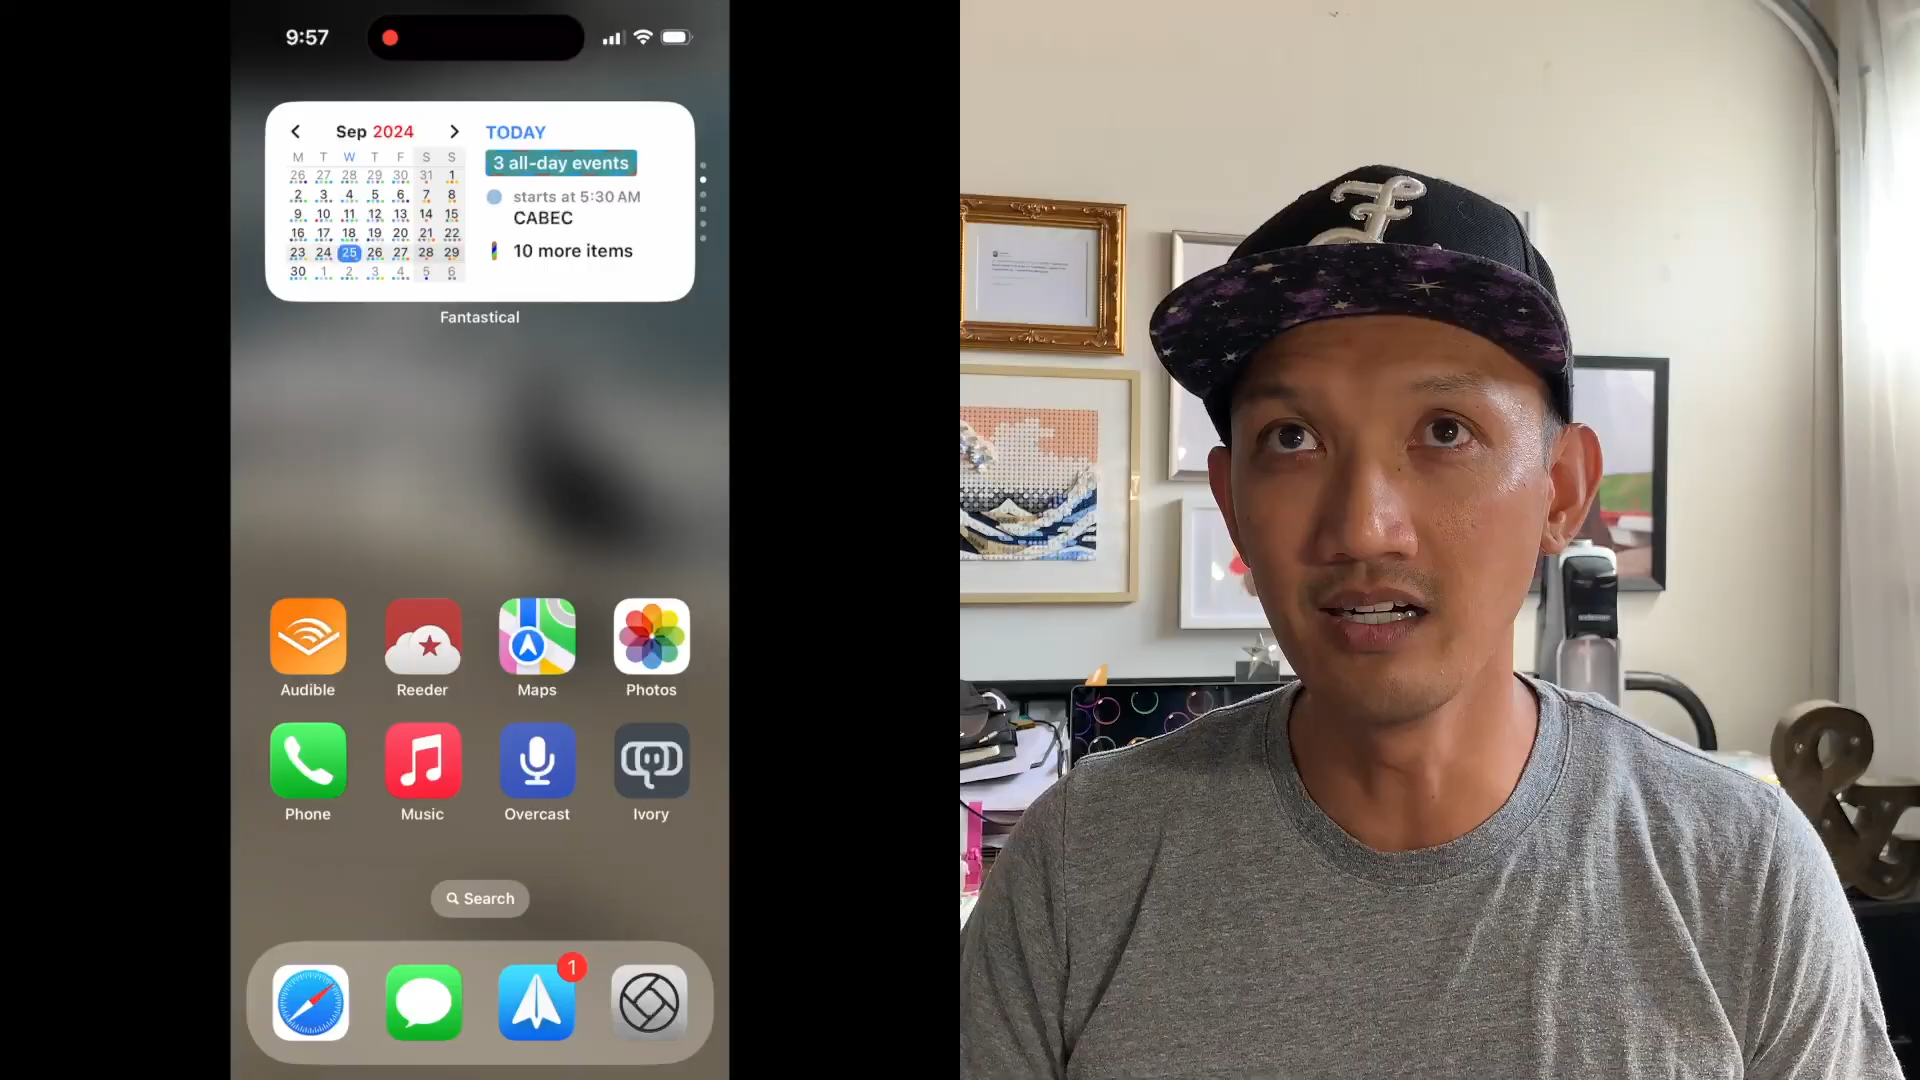 9:57
Sep 2024
M T W T F S S
26 27 28 29 30 31 1
2 3 4 5 6 7 8
9 10 11 12 13 14 15
16 17 18 19 20 21 22
23 24 25 26 27 28 29
30 1 2 3 4 5 6
TODAY
3 all-day events
starts at 5:30 AM
CABEC
10 more items
Fantastical
Audible Reeder Maps Photos
Phone Music Overcast Ivory
Search
1
&